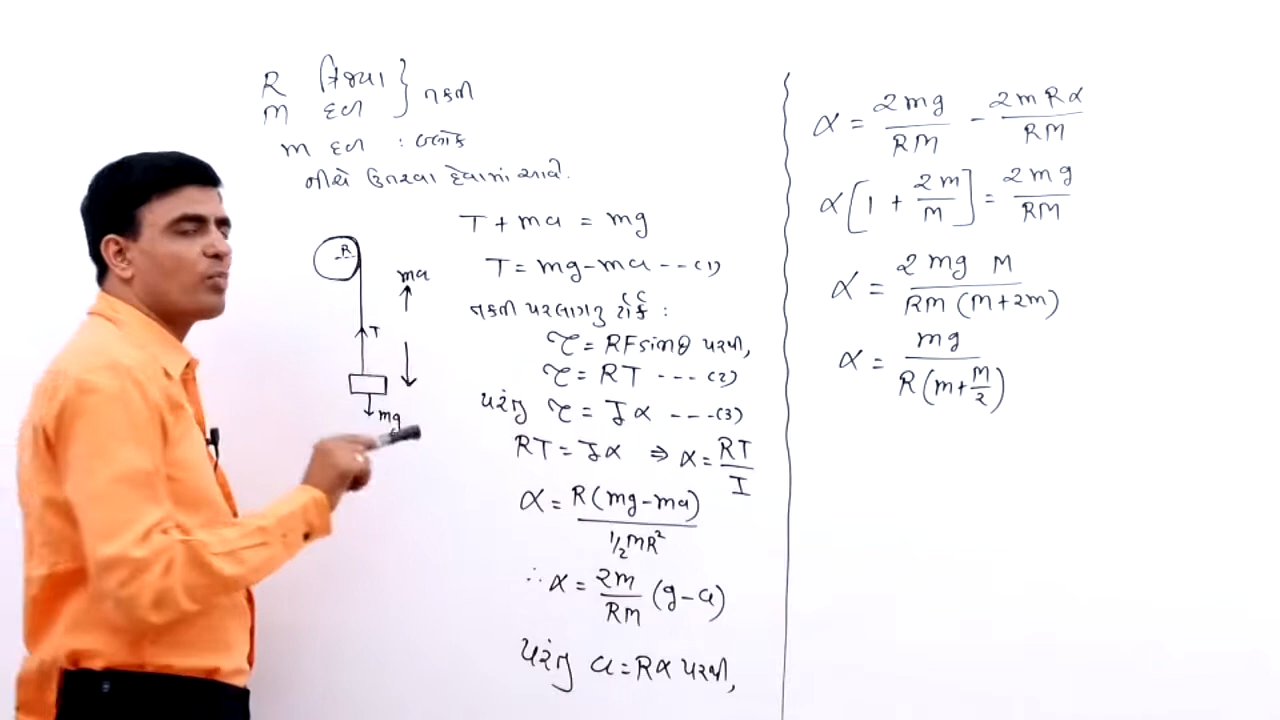 R ત્રિજ્યા
M દળ } તકતી
m દળ : બ્લોક
નીચે ઉતરવા દેવામાં આવે.
T + ma = mg
T = mg - ma --- (1)
R
ma
T
mg
તકતી પર લાગતુ ટોર્ક :
τ = RF sinθ પરથી,
τ = RT --- (2)
પરંતુ τ = Iα --- (3)
RT = Iα ⇒ α = RT / I
α = R(mg - ma) / ½MR²
∴ α = 2m / RM (g - a)
પરંતુ a = Rα પરથી,
α = 2mg / RM - 2mRα / RM
α[1 + 2m / M] = 2mg / RM
α = 2mg M / RM (M + 2m)
α = mg / R(m + M/2)